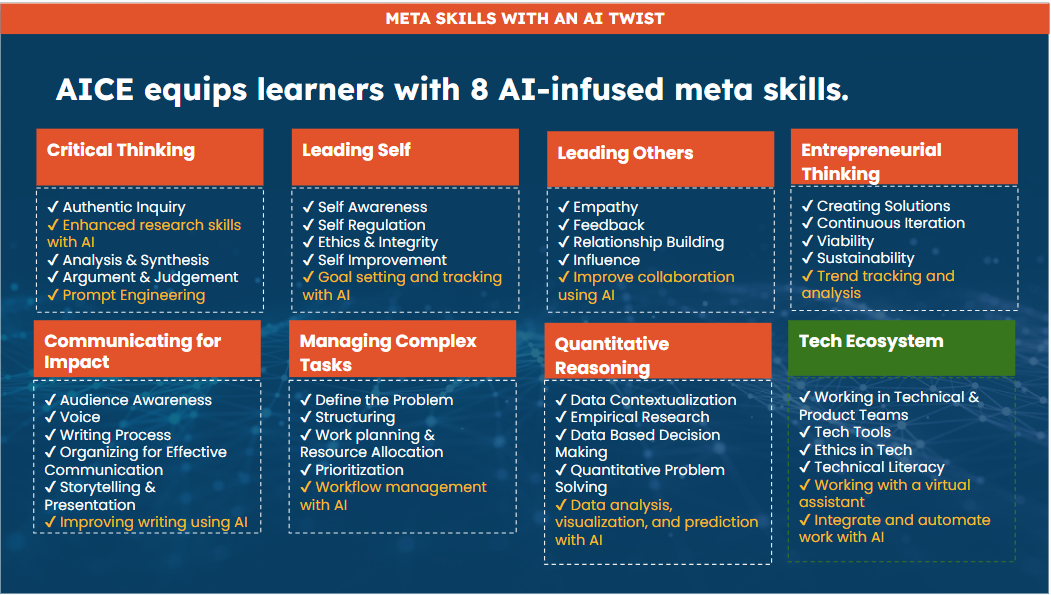 META SKILLS WITH AN AI TWIST
AICE equips learners with 8 AI-infused meta skills.
Critical Thinking
✓ Authentic Inquiry
✓ Enhanced research skills
with AI
✓ Analysis & Synthesis
✓ Argument & Judgement
✓ Prompt Engineering
Leading Self
✓ Self Awareness
✓ Self Regulation
✓ Ethics & Integrity
✓ Self Improvement
✓ Goal setting and tracking
with AI
Leading Others
✓ Empathy
✓ Feedback
✓ Relationship Building
✓ Influence
✓ Improve collaboration
using AI
Entrepreneurial
Thinking
✓ Creating Solutions
✓ Continuous Iteration
✓ Viability
✓ Sustainability
✓ Trend tracking and
analysis
Communicating for
Impact
✓ Audience Awareness
✓ Voice
✓ Writing Process
✓ Organizing for Effective
Communication
✓ Storytelling &
Presentation
✓ Improving writing using AI
Managing Complex
Tasks
✓ Define the Problem
✓ Structuring
✓ Work planning &
Resource Allocation
✓ Prioritization
✓ Workflow management
with AI
Quantitative
Reasoning
✓ Data Contextualization
✓ Empirical Research
✓ Data Based Decision
Making
✓ Quantitative Problem
Solving
✓ Data analysis,
visualization, and prediction
with AI
Tech Ecosystem
✓ Working in Technical &
Product Teams
✓ Tech Tools
✓ Ethics in Tech
✓ Technical Literacy
✓ Working with a virtual
assistant
✓ Integrate and automate
work with AI